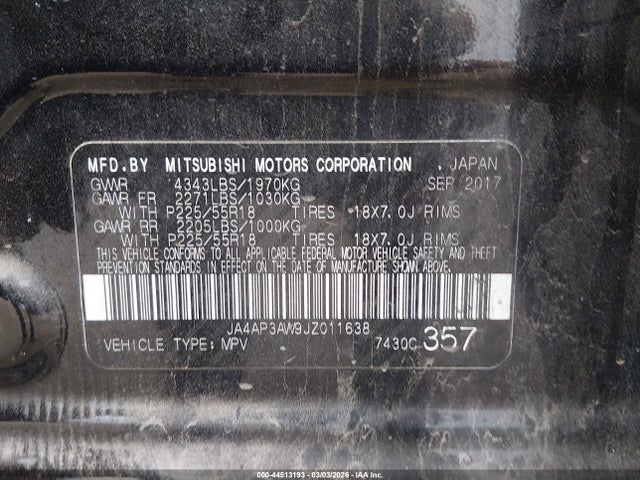 MFD.BY MITSUBISHI MOTORS CORPORATION . JAPAN
GVWR 4343LBS/1970KG SEP 2017
GAWR FR 2271LBS/1030KG
WITH P225/55R18 TIRES 18X7.0J RIMS
GAWR RR 2205LBS/1000KG
WITH P225/55R18 TIRES 18X7.0J RIMS
THIS VEHICLE CONFORMS TO ALL APPLICABLE FEDERAL MOTOR VEHICLE SAFETY AND THEFT
PREVENTION STANDARDS IN EFFECT ON THE DATE OF MANUFACTURE SHOWN ABOVE.
JA4AP3AW9JZ011638
VEHICLE TYPE: MPV 7430C 357
000-44513193 - 03/03/2026 - IAAI.COM